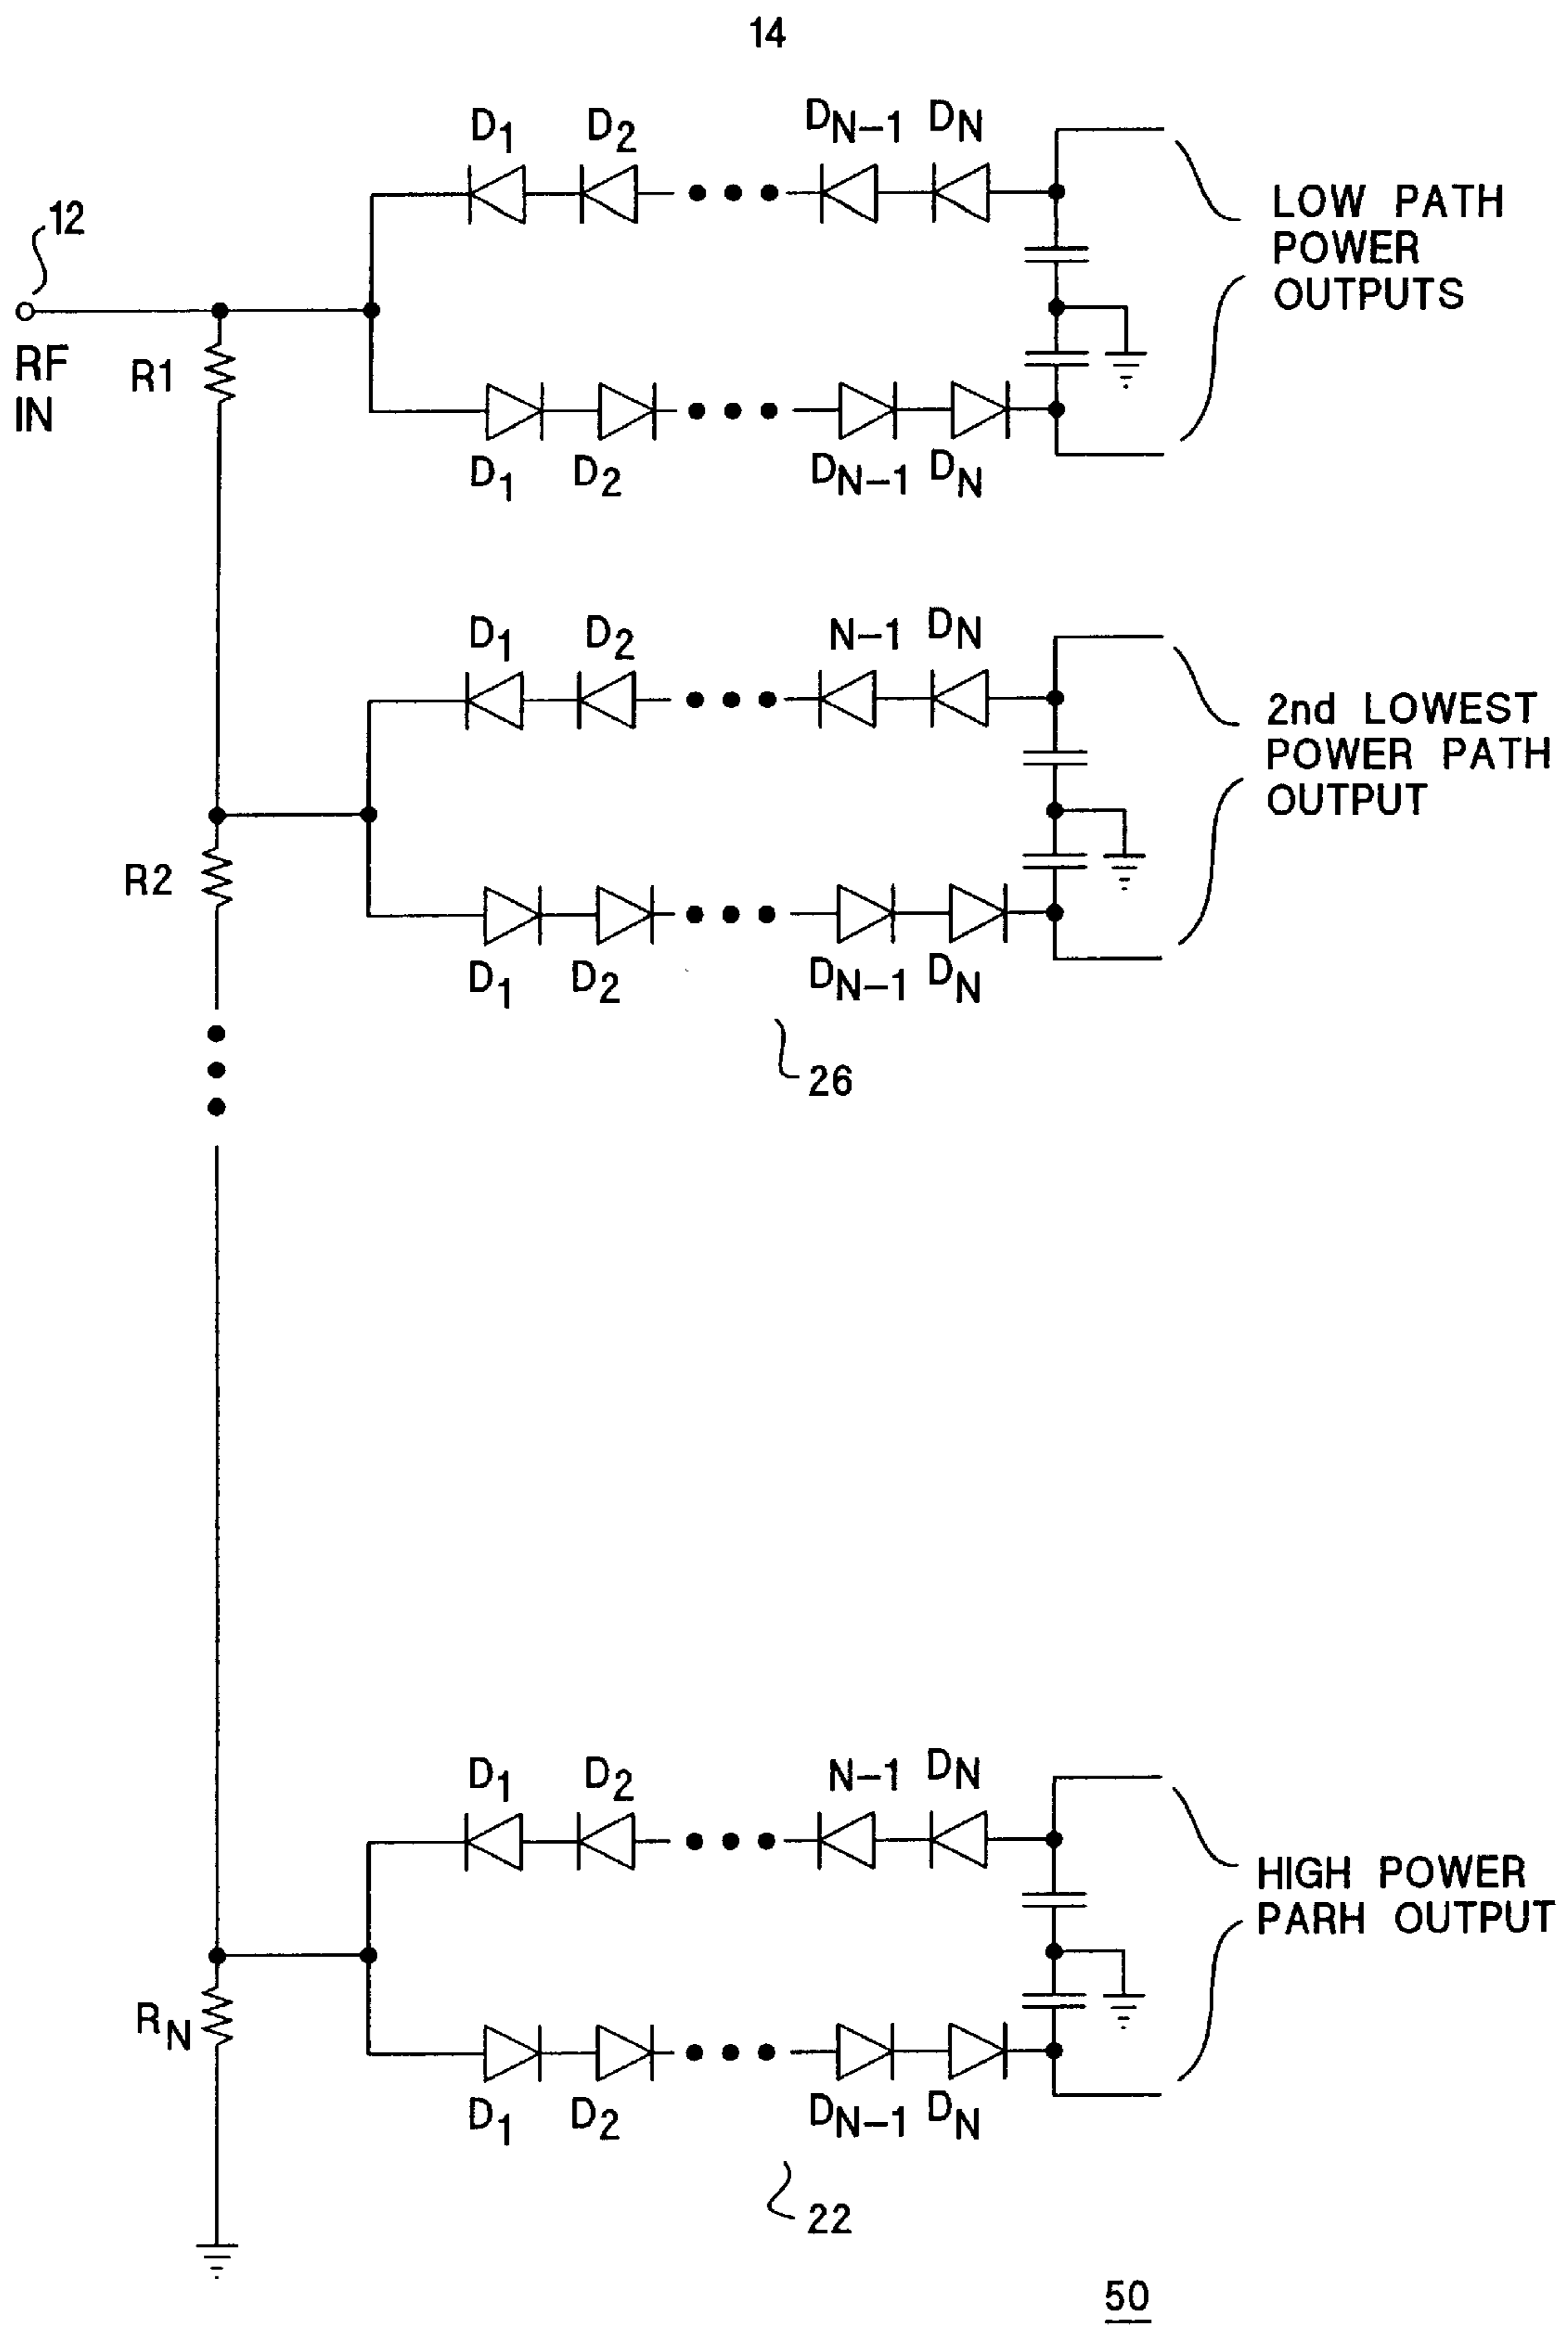 14
D1 D2 DN-1 DN
12
LOW PATH
POWER
OUTPUTS
RF
IN
R1
D1 D2 DN-1 DN
D1 D2 N-1 DN
2nd LOWEST
POWER PATH
OUTPUT
R2
D1 D2 DN-1 DN
26
D1 D2 N-1 DN
HIGH POWER
PARH OUTPUT
RN
D1 D2 DN-1 DN
22
50